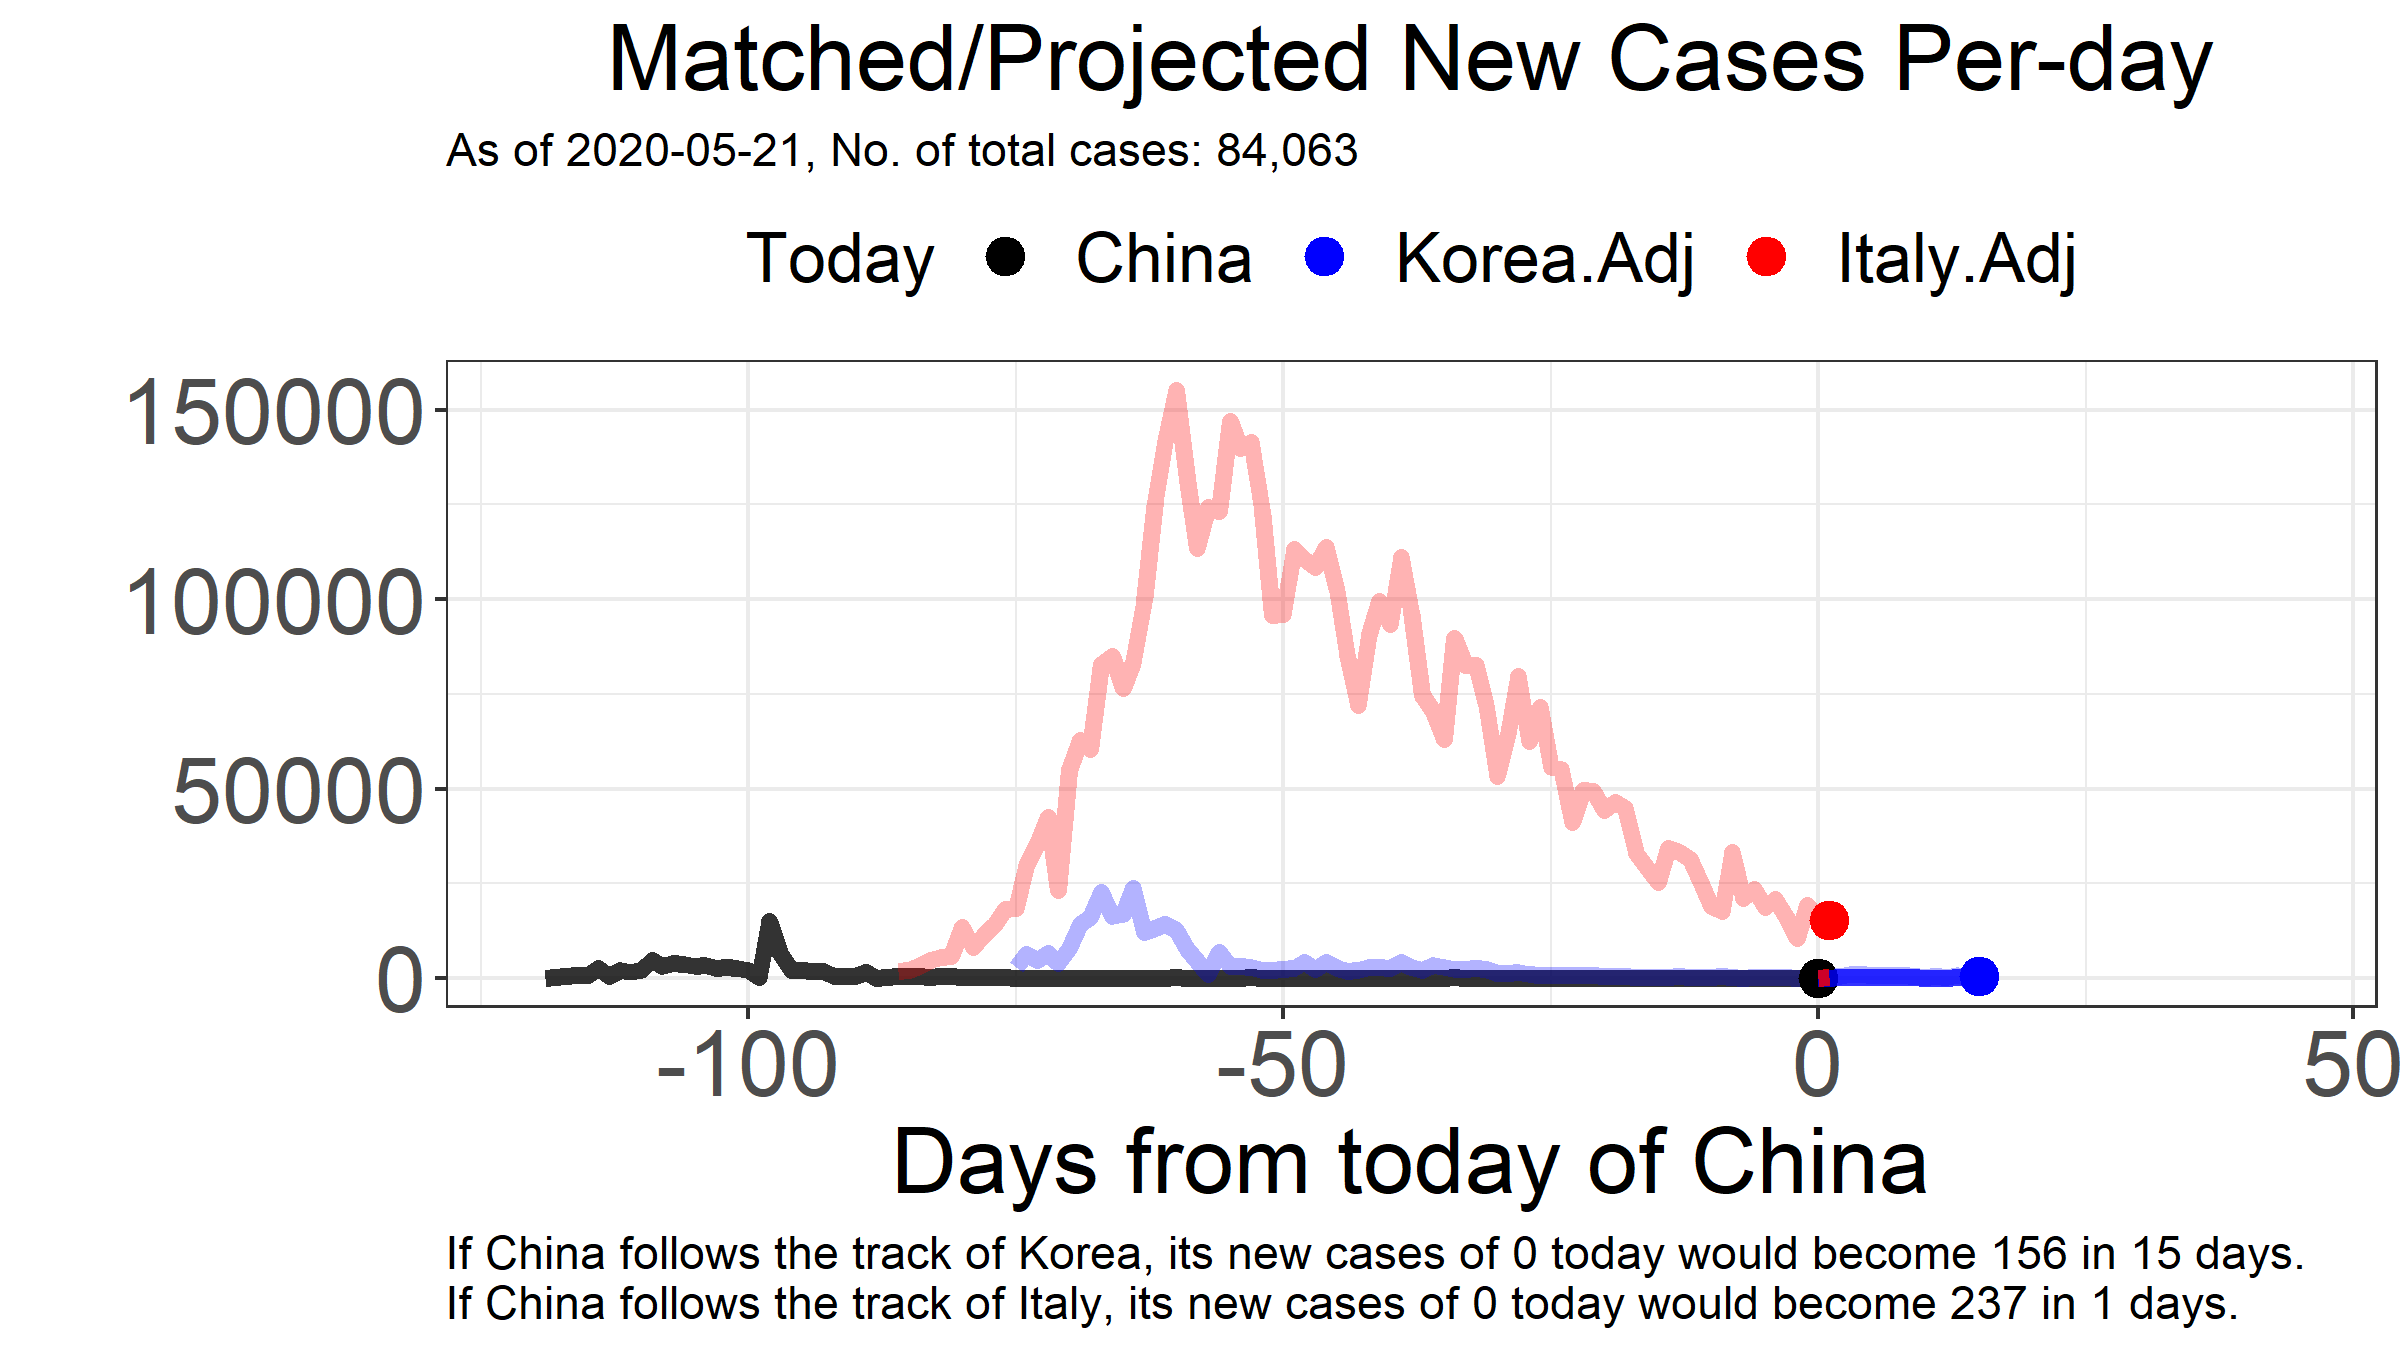 Matched/Projected New Cases Per-day
As of 2020-05-21, No. of total cases: 84,063
Today China Korea.Adj Italy.Adj
150000
100000
50000
0
-100 -50 0 50
Days from today of China
If China follows the track of Korea, its new cases of 0 today would become 156 in 15 days.
If China follows the track of Italy, its new cases of 0 today would become 237 in 1 days.